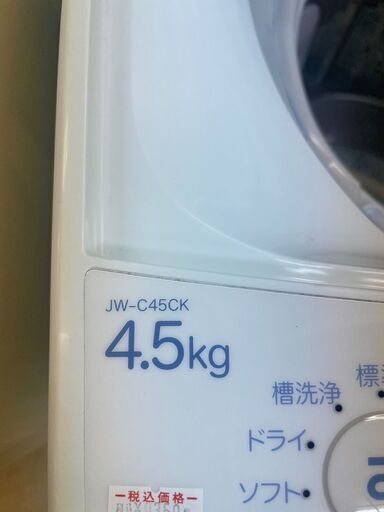 JW-C45CK
4.5kg
槽洗浄
標
ドライ
ソフト
ー税込価格ー